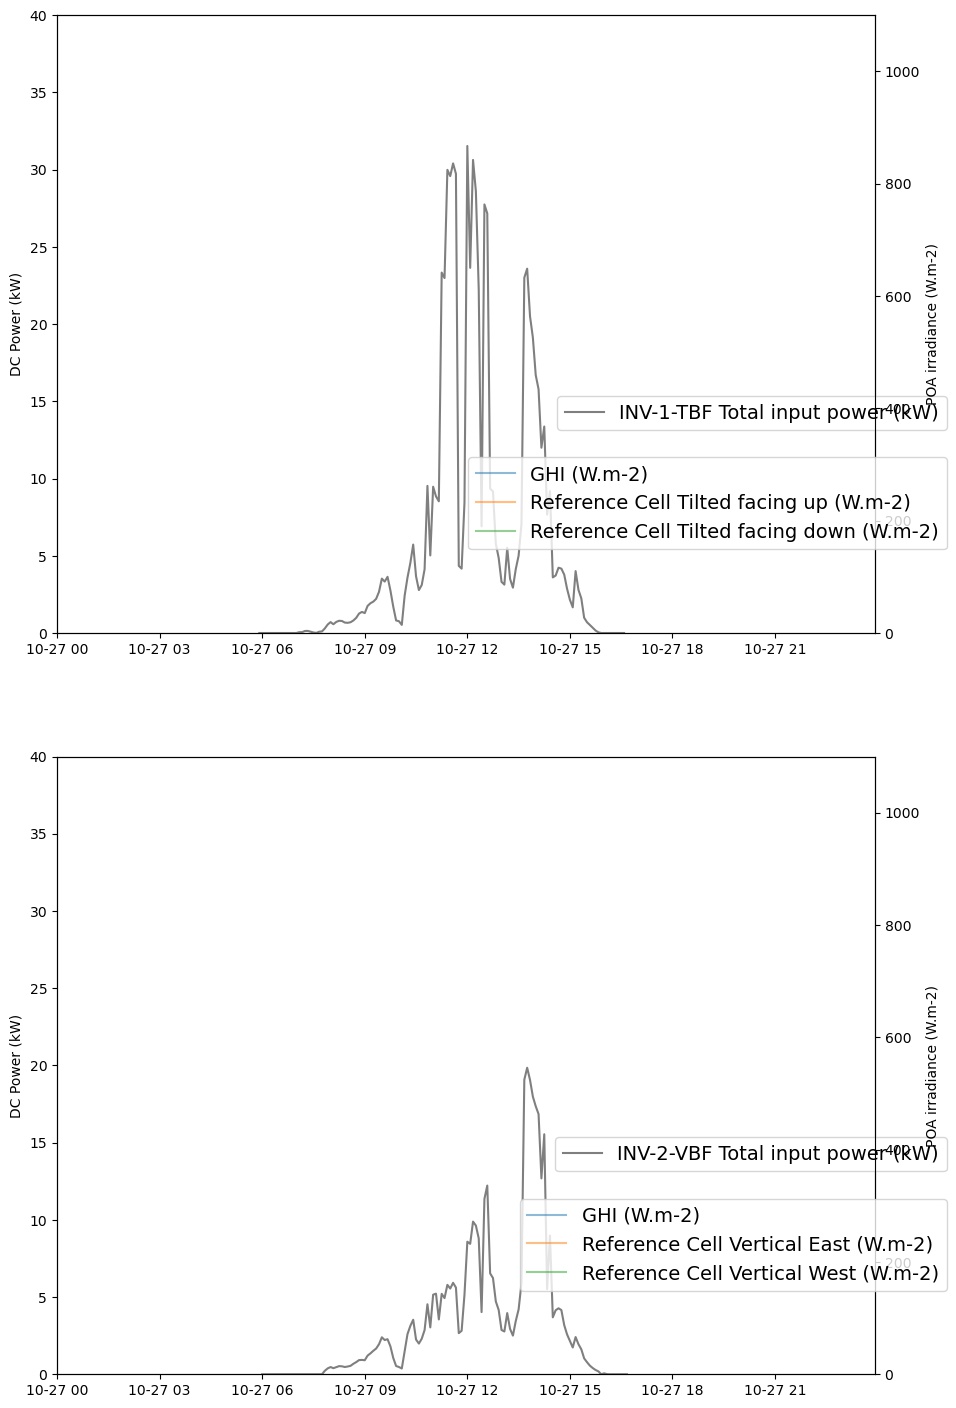 40
35
1000
30
800
25
DC Power (kW)
POA irradiance (W.m-2)
600
20
15
INV-1-TBF Total input power (kW)
400
10
GHI (W.m-2)
Reference Cell Tilted facing up (W.m-2)
200
Reference Cell Tilted facing down (W.m-2)
5
0
0
10-27 00 10-27 03 10-27 06 10-27 09 10-27 12 10-27 15 10-27 18 10-27 21
40
35
1000
30
800
25
DC Power (kW)
POA irradiance (W.m-2)
600
20
15
INV-2-VBF Total input power (kW)
400
10
GHI (W.m-2)
Reference Cell Vertical East (W.m-2)
200
Reference Cell Vertical West (W.m-2)
5
0
0
10-27 00 10-27 03 10-27 06 10-27 09 10-27 12 10-27 15 10-27 18 10-27 21